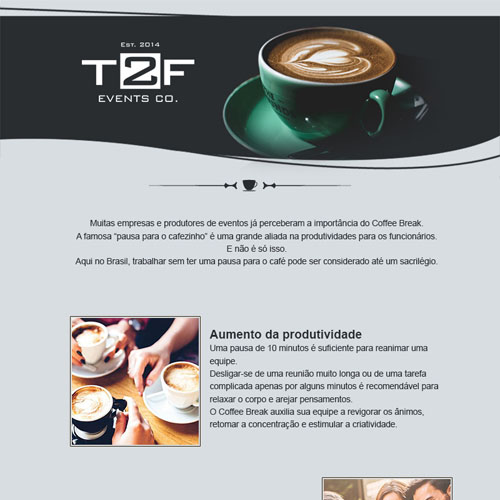 Est. 2014
T2F
EVENTS CO.
Muitas empresas e produtores de eventos já perceberam a importância do Coffee Break.
A famosa “pausa para o cafezinho” é uma grande aliada na produtividades para os funcionários.
E não é só isso.
Aqui no Brasil, trabalhar sem ter uma pausa para o café pode ser considerado até um sacrilégio.
Aumento da produtividade
Uma pausa de 10 minutos é suficiente para reanimar uma
equipe.
Desligar-se de uma reunião muito longa ou de uma tarefa
complicada apenas por alguns minutos é recomendável para
relaxar o corpo e arejar pensamentos.
O Coffee Break auxilia sua equipe a revigorar os ânimos,
retomar a concentração e estimular a criatividade.